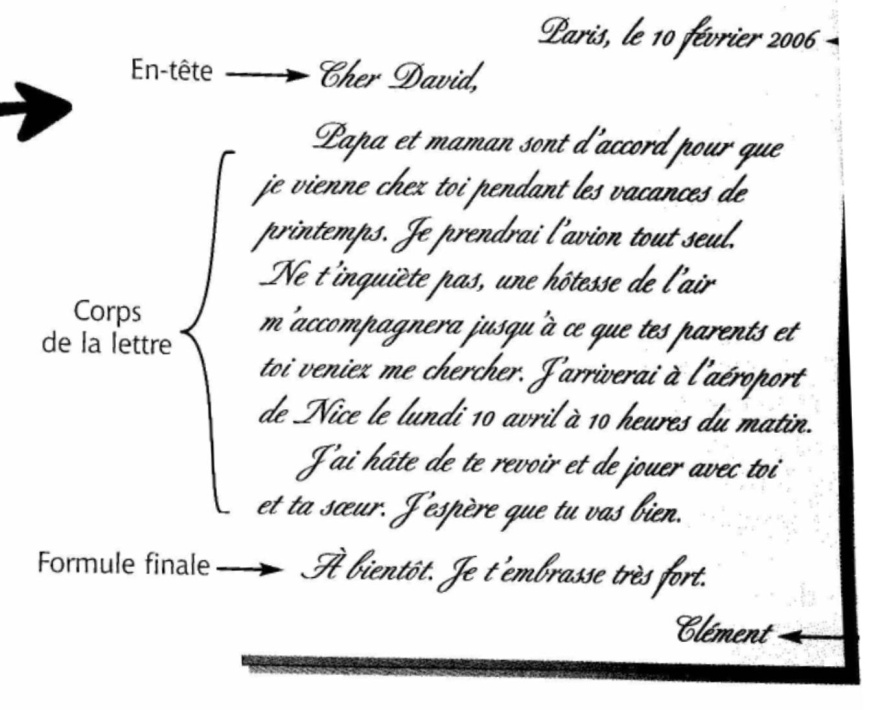 Paris, le 10 février 2006
En-tête
Cher David,
Papa et maman sont d'accord pour que
je vienne chez toi pendant les vacances de
printemps. Je prendrai l'avion tout seul.
Ne t'inquiète pas, une hôtesse de l'air
m'accompagnera jusqu'à ce que tes parents et
toi veniez me chercher. J'arriverai à l'aéroport
de Nice le lundi 10 avril à 10 heures du matin.
J'ai hâte de te revoir et de jouer avec toi
et ta sœur. J'espère que tu vas bien.
Corps
de la lettre
Formule finale
À bientôt. Je t'embrasse très fort.
Clément